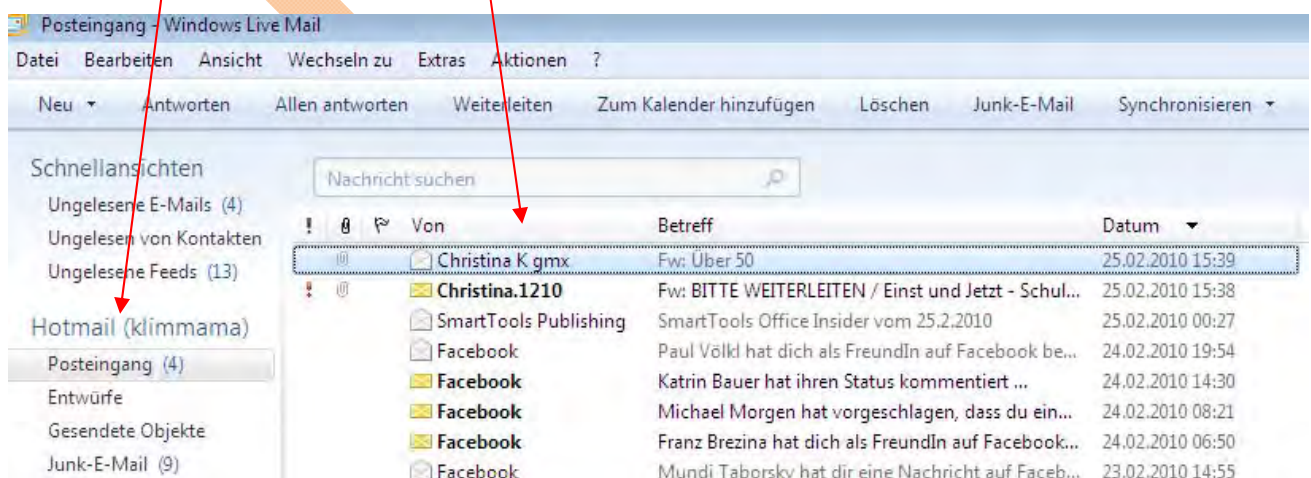 Posteingang - Windows Live Mail
Datei Bearbeiten Ansicht Wechseln zu Extras Aktionen ?
Neu Antworten Allen antworten Weiterleiten Zum Kalender hinzufügen Löschen Junk-E-Mail Synchronisieren
Schnellansichten
Ungelesene E-Mails (4)
Ungelesen von Kontakten
Ungelesene Feeds (13)
Hotmail (klimmama)
Posteingang (4)
Entwürfe
Gesendete Objekte
Junk-E-Mail (9)
Nachricht suchen
! Von Betreff Datum
Christina K gmx Fw: Über 50 25.02.2010 15:39
! Christina.1210 Fw: BITTE WEITERLEITEN / Einst und Jetzt - Schul... 25.02.2010 15:38
SmartTools Publishing SmartTools Office Insider vom 25.2.2010 25.02.2010 00:27
Facebook Paul Völkl hat dich als FreundIn auf Facebook be... 24.02.2010 19:54
Facebook Katrin Bauer hat ihren Status kommentiert ... 24.02.2010 14:30
Facebook Michael Morgen hat vorgeschlagen, dass du ein... 24.02.2010 08:21
Facebook Franz Brezina hat dich als FreundIn auf Facebook... 24.02.2010 06:50
Facebook Mundi Taborsky hat dir eine Nachricht auf Faceb... 23.02.2010 14:55